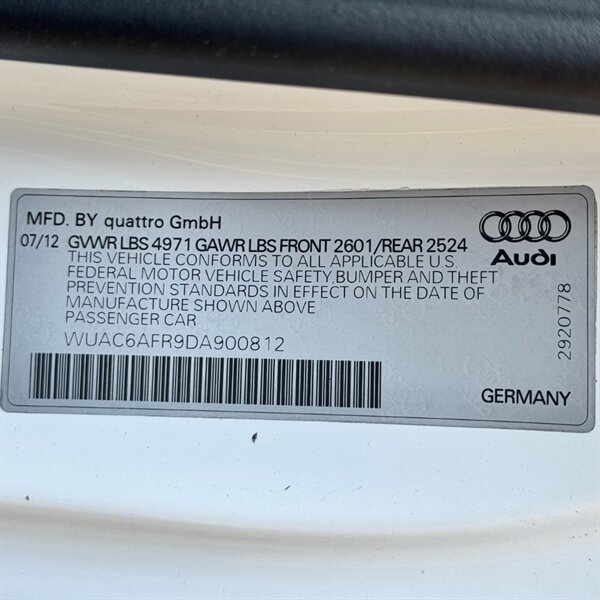 MFD. BY quattro GmbH
07/12 GVWR LBS 4971 GAWR LBS FRONT 2601/REAR 2524
THIS VEHICLE CONFORMS TO ALL APPLICABLE U.S.
FEDERAL MOTOR VEHICLE SAFETY,BUMPER AND THEFT
PREVENTION STANDARDS IN EFFECT ON THE DATE OF
MANUFACTURE SHOWN ABOVE
PASSENGER CAR
WUAC6AFR9DA900812
Audi
2920778
GERMANY